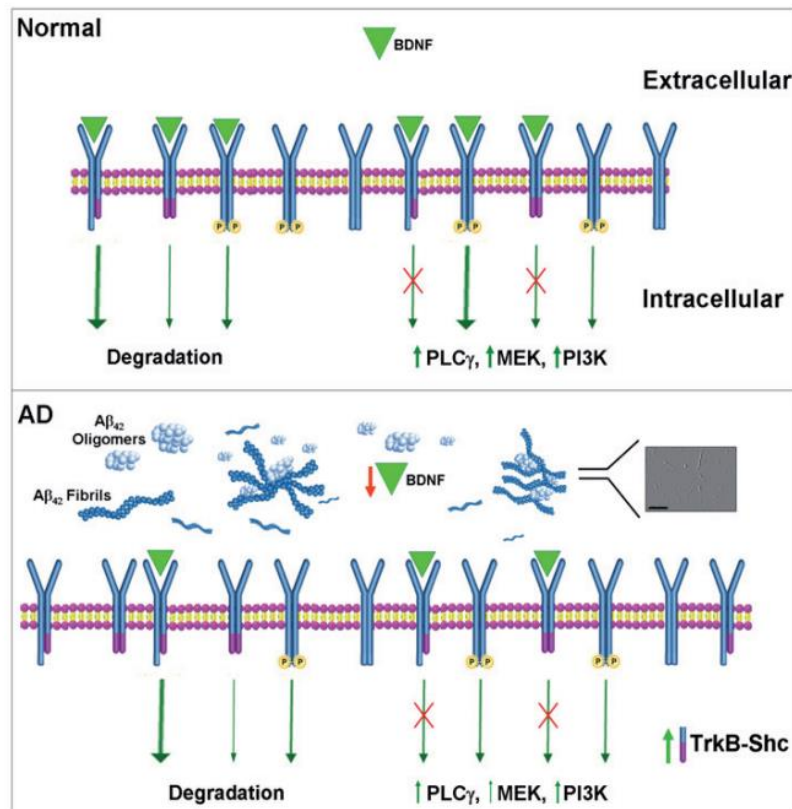 Normal
BDNF
Extracellular
P P
P P
P P
P P
Intracellular
Degradation
↑PLCγ, ↑MEK, ↑PI3K
AD
Aβ42
Oligomers
Aβ42 Fibrils
BDNF
P P
P P
P P
TrkB-Shc
Degradation
↑PLCγ, ↑MEK, ↑PI3K